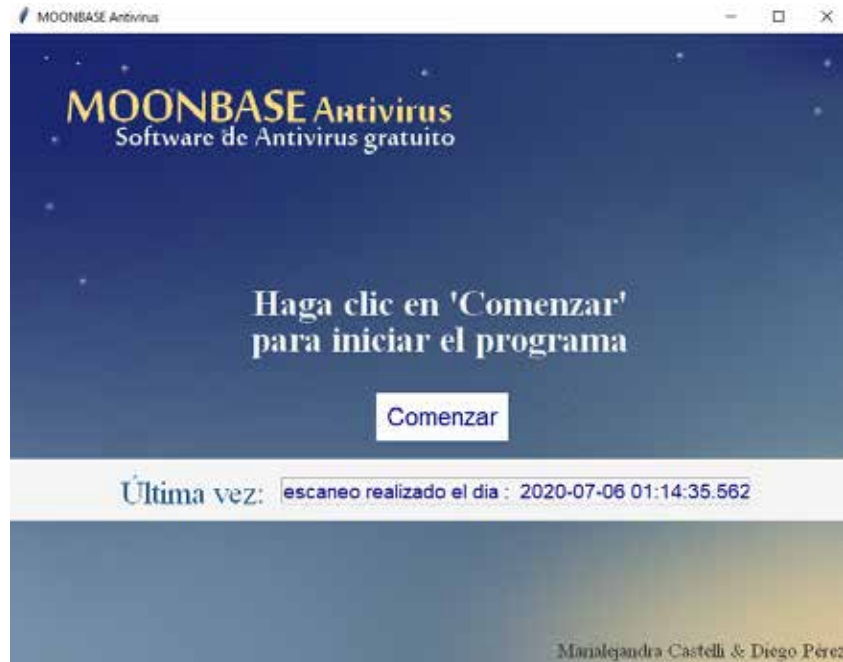 MOONBASE Antivirus
MOONBASE Antivirus
Software de Antivirus gratuito
Haga clic en 'Comenzar'
para iniciar el programa
Comenzar
Última vez: escaneo realizado el dia : 2020-07-06 01:14:35.562
Marialejandra Castelli & Diego Pérez